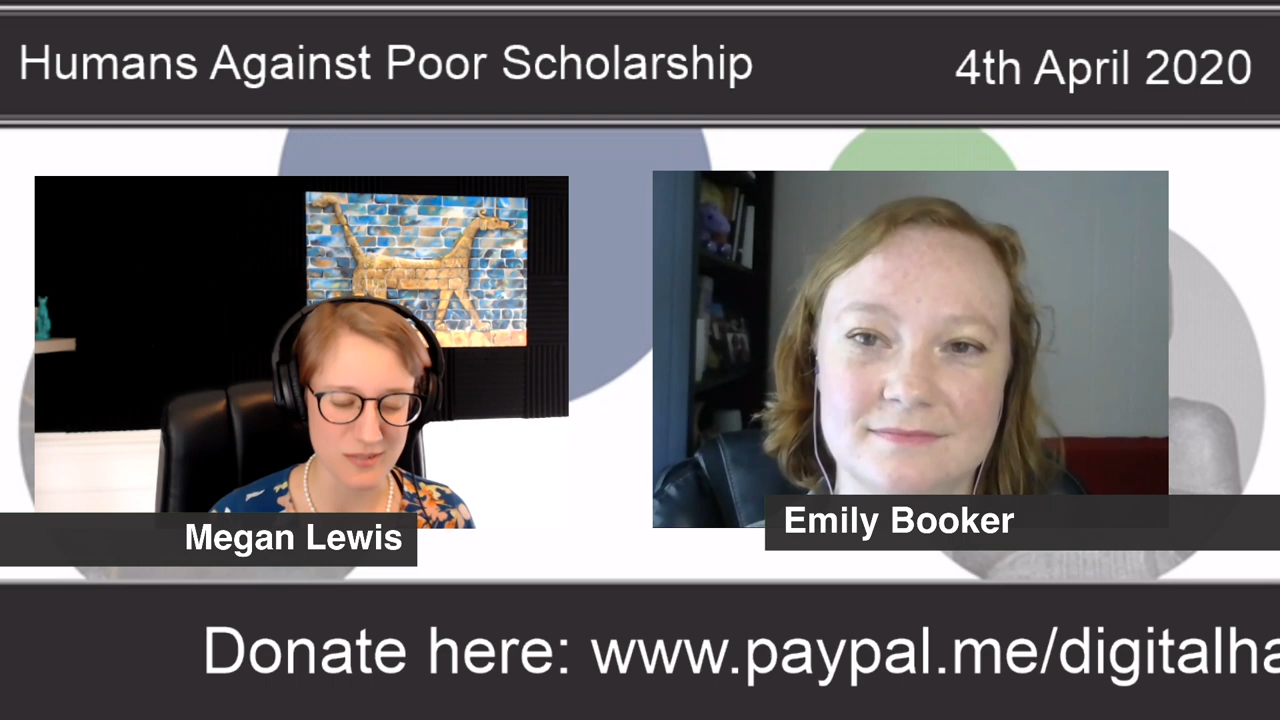 Humans Against Poor Scholarship
4th April 2020
Megan Lewis
Emily Booker
Donate here: www.paypal.me/digitalha